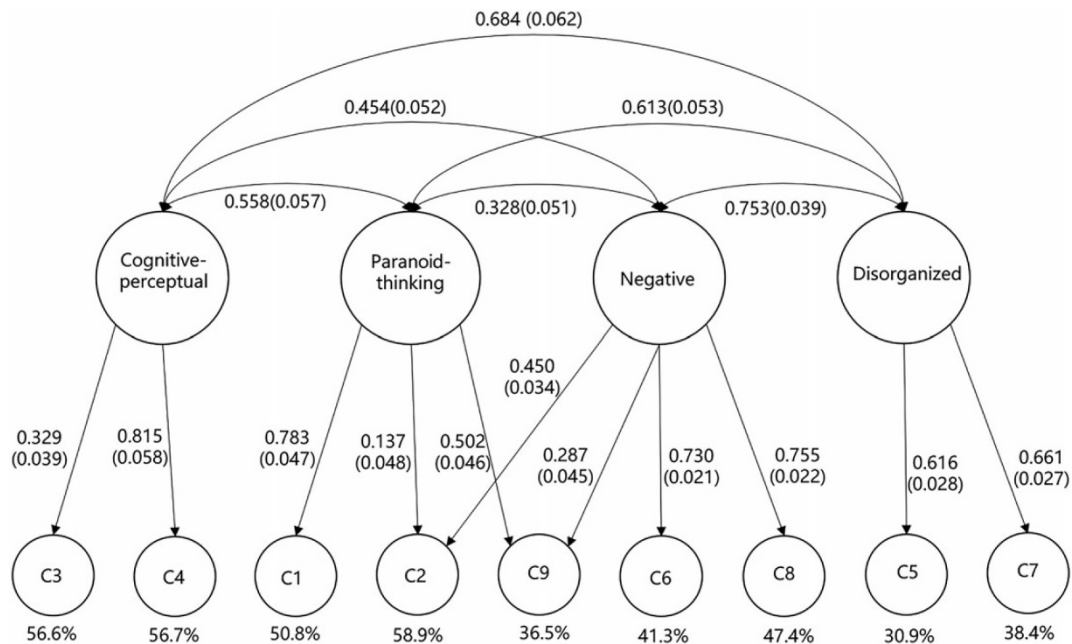 0.684 (0.062)
0.454(0.052)
0.613(0.053)
0.558(0.057)
0.328(0.051)
0.753(0.039)
Cognitive-
perceptual
Paranoid-
thinking
Negative
Disorganized
0.329
(0.039)
0.815
(0.058)
0.783
(0.047)
0.137
(0.048)
0.502
(0.046)
0.450
(0.034)
0.287
(0.045)
0.730
(0.021)
0.755
(0.022)
0.616
(0.028)
0.661
(0.027)
C3
C4
C1
C2
C9
C6
C8
C5
C7
56.6%
56.7%
50.8%
58.9%
36.5%
41.3%
47.4%
30.9%
38.4%